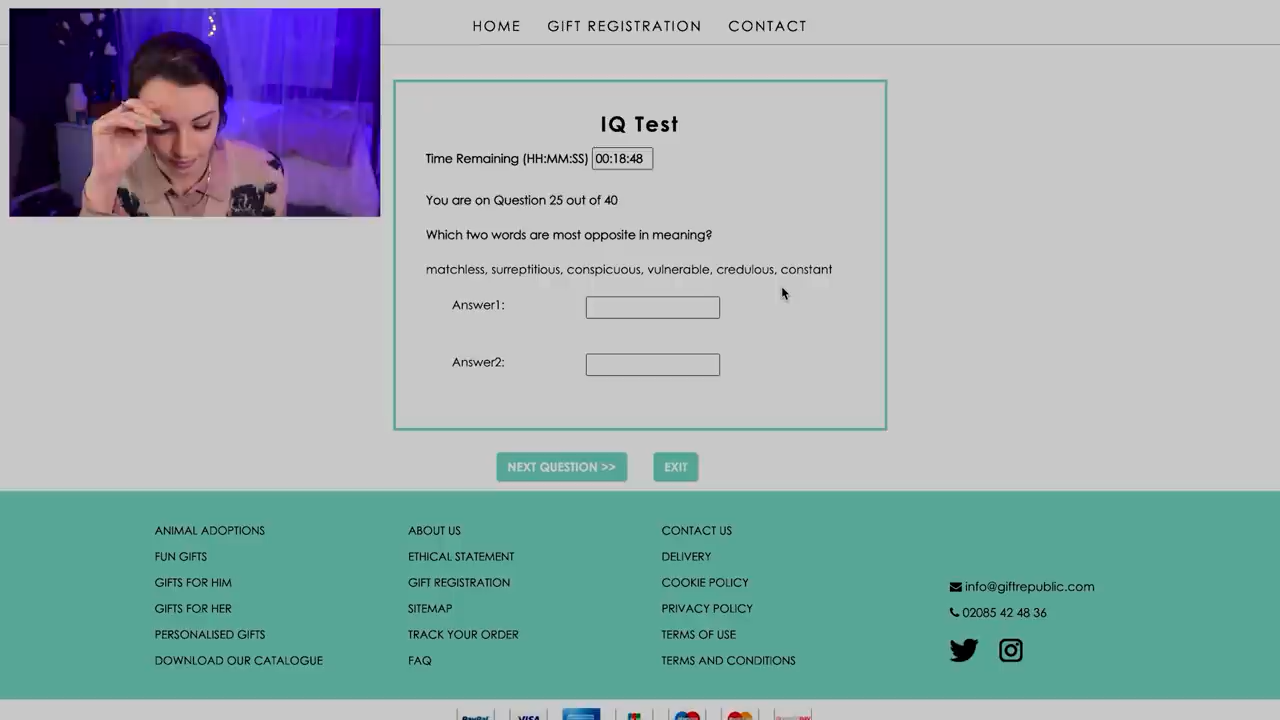 HOME GIFT REGISTRATION CONTACT
IQ Test
Time Remaining (HH:MM:SS) 00:18:48
You are on Question 25 out of 40
Which two words are most opposite in meaning?
matchless, surreptitious, conspicuous, vulnerable, credulous, constant
Answer1:
Answer2:
NEXT QUESTION >> EXIT
ANIMAL ADOPTIONS ABOUT US CONTACT US
FUN GIFTS ETHICAL STATEMENT DELIVERY
GIFTS FOR HIM GIFT REGISTRATION COOKIE POLICY info@giftrepublic.com
GIFTS FOR HER SITEMAP PRIVACY POLICY 02085 42 48 36
PERSONALISED GIFTS TRACK YOUR ORDER TERMS OF USE
DOWNLOAD OUR CATALOGUE FAQ TERMS AND CONDITIONS
PayPal VISA